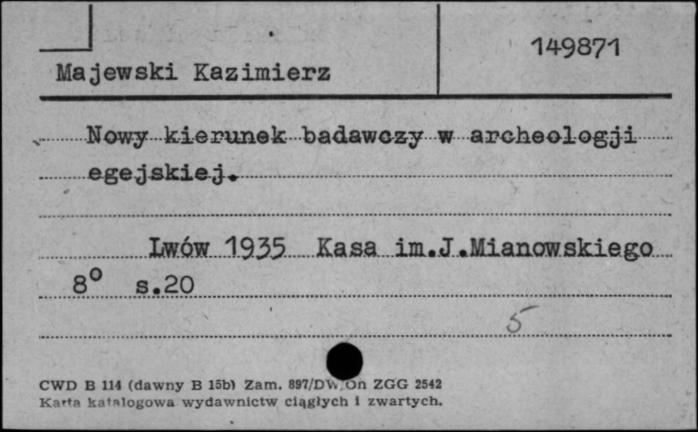 149871
Majewski Kazimierz
Nowy kierunek badawczy w archeologji
egejskiej.
Lwów 1935 Kasa im.J.Mianowskiego
8° s.20
5
CWD B 114 (dawny B 15b) Zam. 897/DW/On ZGG 2542
Karta katalogowa wydawnictw ciągłych i zwartych.